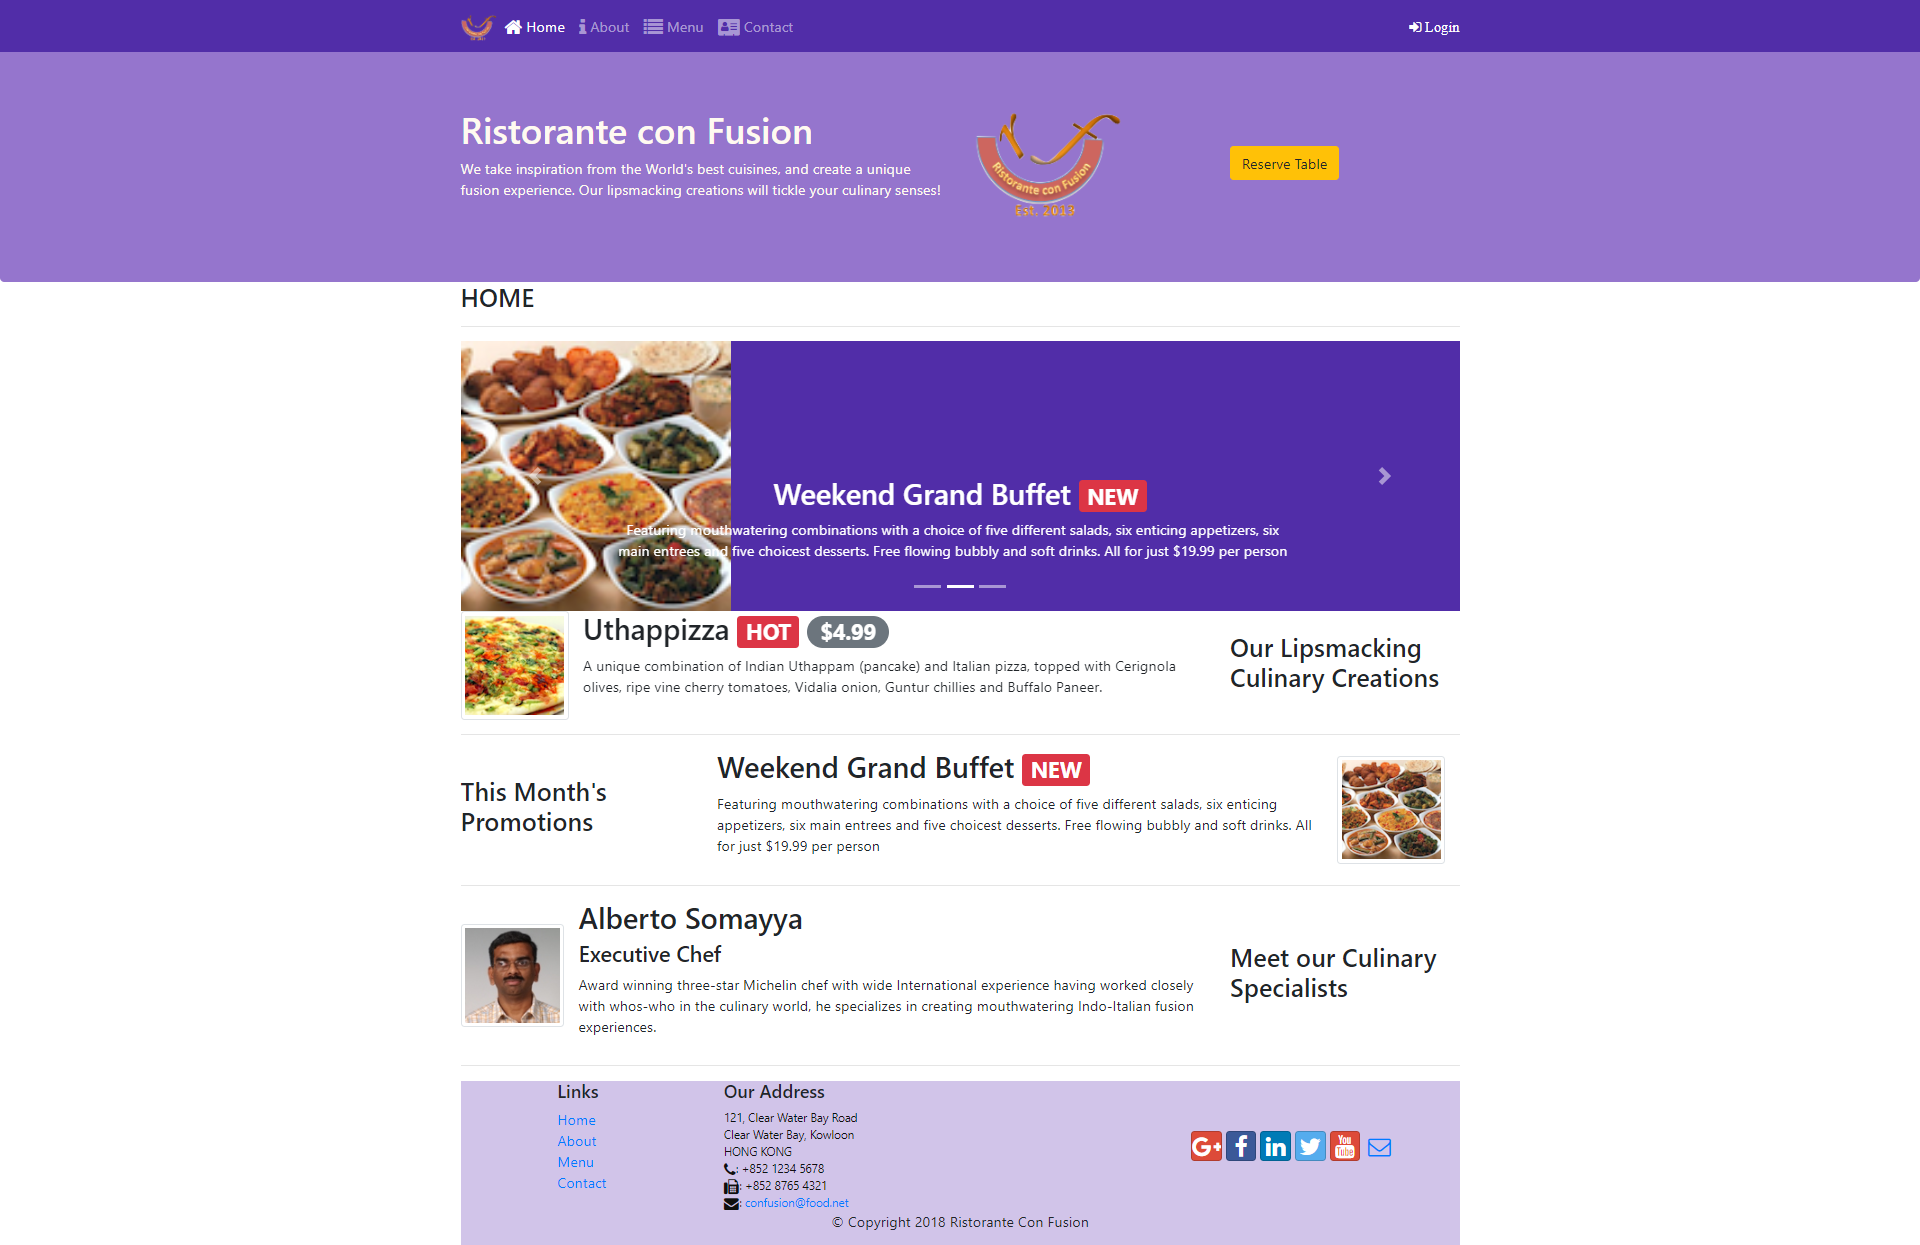 Home About Menu Contact Login
Ristorante con Fusion
We take inspiration from the World's best cuisines, and create a unique
fusion experience. Our lipsmacking creations will tickle your culinary senses!
Ristorante con Fusion
Est. 2013
Reserve Table
HOME
Weekend Grand Buffet NEW
Featuring mouthwatering combinations with a choice of five different salads, six enticing appetizers, six
main entrees and five choicest desserts. Free flowing bubbly and soft drinks. All for just $19.99 per person
Uthappizza HOT $4.99
A unique combination of Indian Uthappam (pancake) and Italian pizza, topped with Cerignola
olives, ripe vine cherry tomatoes, Vidalia onion, Guntur chillies and Buffalo Paneer.
Our Lipsmacking
Culinary Creations
This Month's
Promotions
Weekend Grand Buffet NEW
Featuring mouthwatering combinations with a choice of five different salads, six enticing
appetizers, six main entrees and five choicest desserts. Free flowing bubbly and soft drinks. All
for just $19.99 per person
Alberto Somayya
Executive Chef
Award winning three-star Michelin chef with wide International experience having worked closely
with whos-who in the culinary world, he specializes in creating mouthwatering Indo-Italian fusion
experiences.
Meet our Culinary
Specialists
Links
Home
About
Menu
Contact
Our Address
121, Clear Water Bay Road
Clear Water Bay, Kowloon
HONG KONG
: +852 1234 5678
: +852 8765 4321
: confusion@food.net
G+ f in You Tube
© Copyright 2018 Ristorante Con Fusion